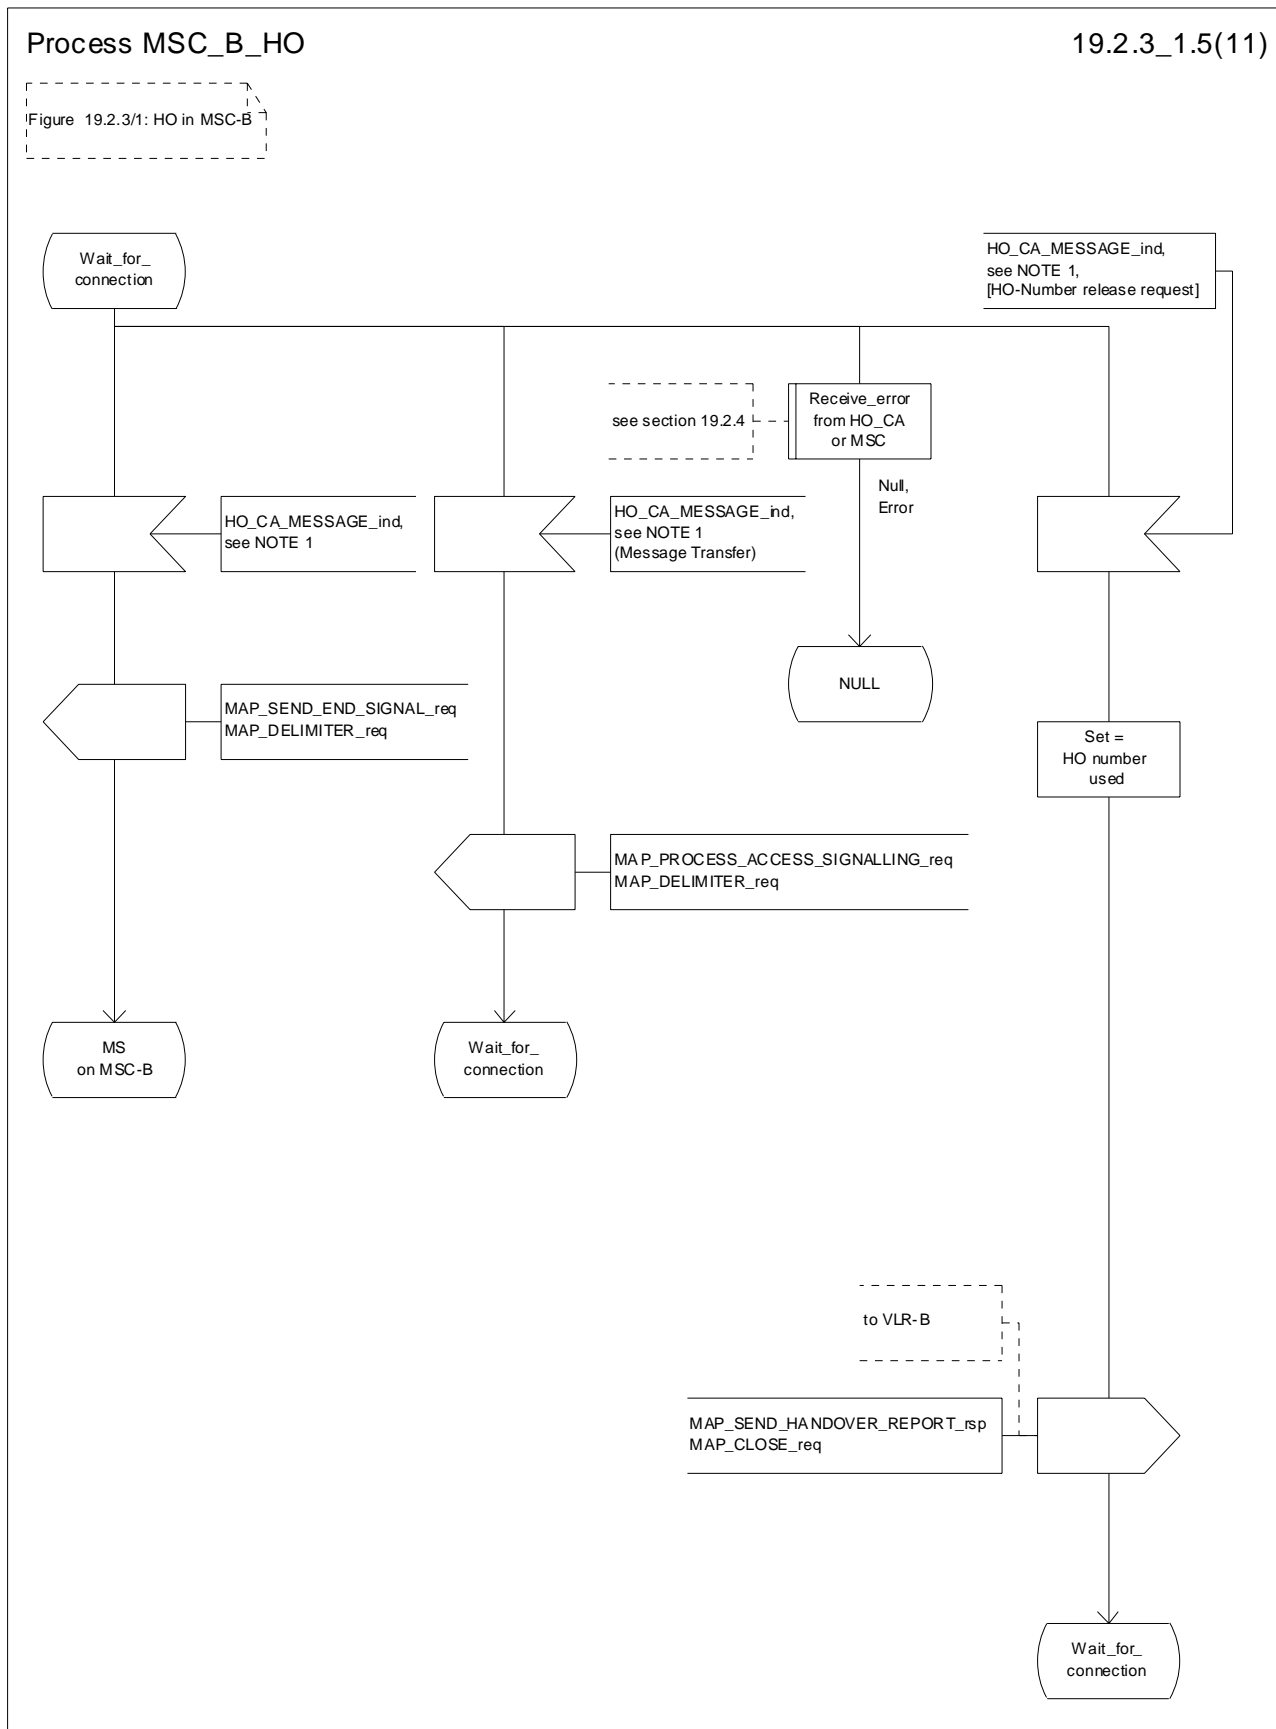 Process MSC_B_HO
19.2.3_1.5(11)
Figure 19.2.3/1: HO in MSC-B
Wait_for_
connection
HO_CA_MESSAGE_ind,
see NOTE 1,
[HO-Number release request]
see section 19.2.4
Receive_error
from HO_CA
or MSC
Null,
Error
HO_CA_MESSAGE_ind,
see NOTE 1
HO_CA_MESSAGE_ind,
see NOTE 1
(Message Transfer)
NULL
MAP_SEND_END_SIGNAL_req
MAP_DELIMITER_req
Set =
HO number
used
MAP_PROCESS_ACCESS_SIGNALLING_req
MAP_DELIMITER_req
MS
on MSC-B
Wait_for_
connection
to VLR-B
MAP_SEND_HANDOVER_REPORT_rsp
MAP_CLOSE_req
Wait_for_
connection